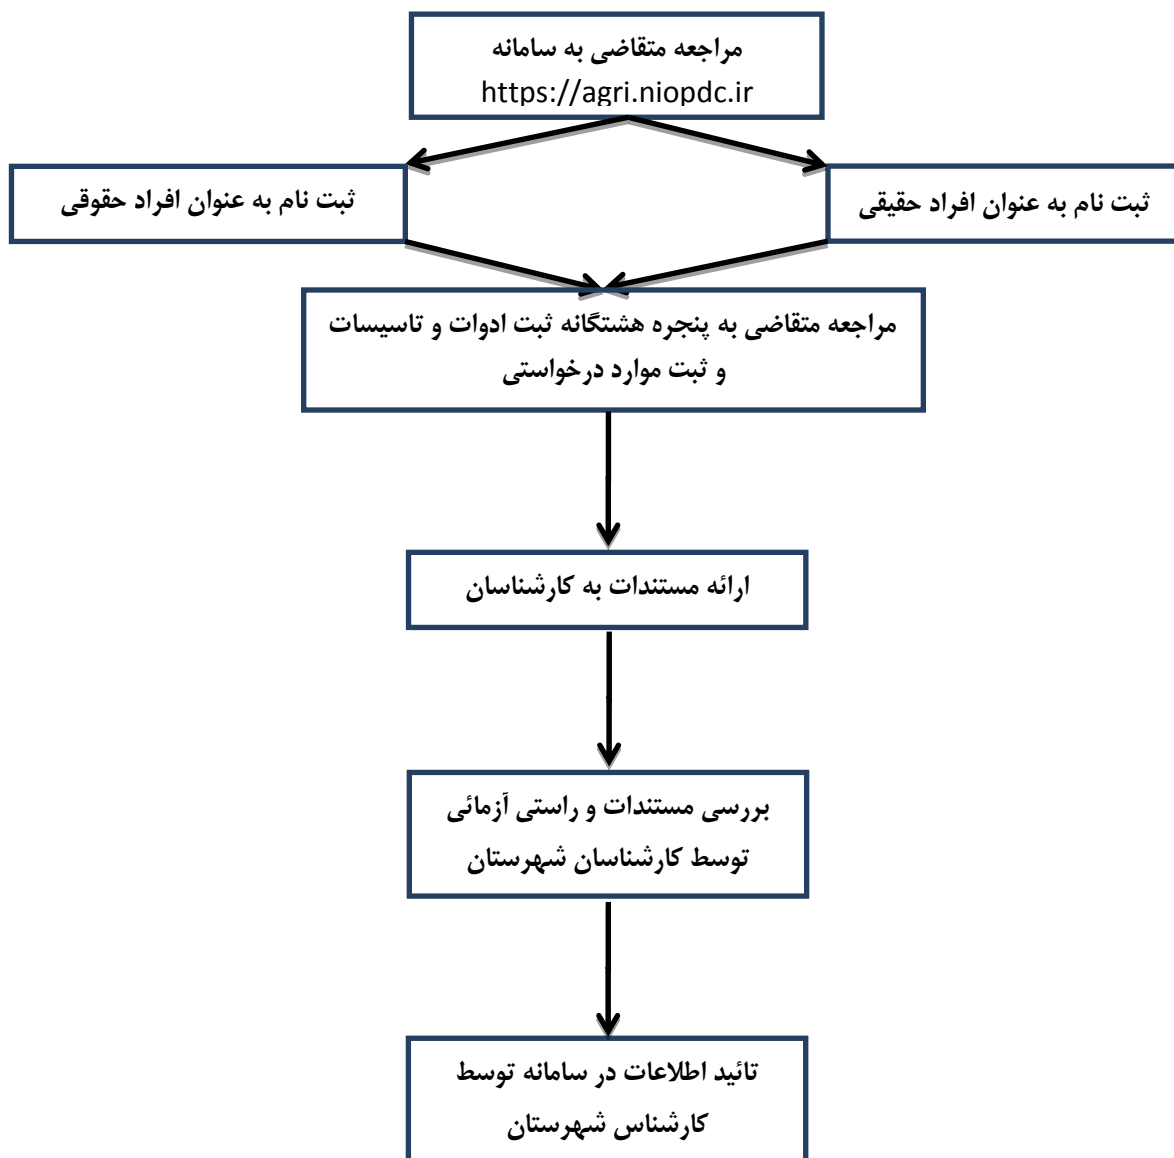 مراجعه متقاضی به سامانه
https://agri.niopdc.ir
ثبت نام به عنوان افراد حقیقی
ثبت نام به عنوان افراد حقوقی
مراجعه متقاضی به پنجره هشتگانه ثبت ادوات و تاسیسات
و ثبت موارد درخواستی
ارائه مستندات به کارشناسان
بررسی مستندات و راستی آزمائی
توسط کارشناسان شهرستان
تائید اطلاعات در سامانه توسط
کارشناس شهرستان